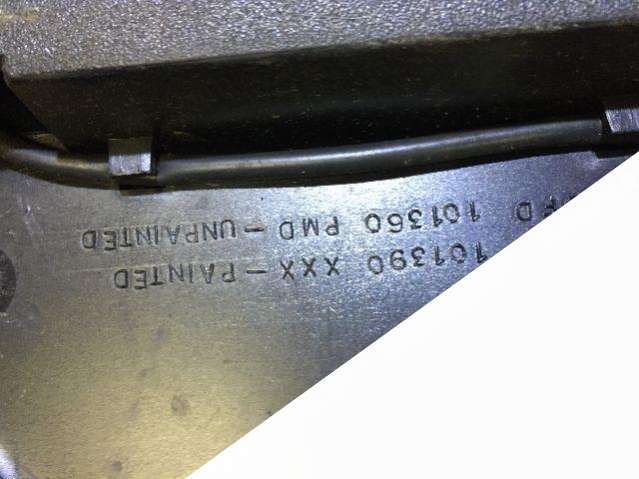 101390 XXX - PAINTED
101360 PMD - UNPAINTED